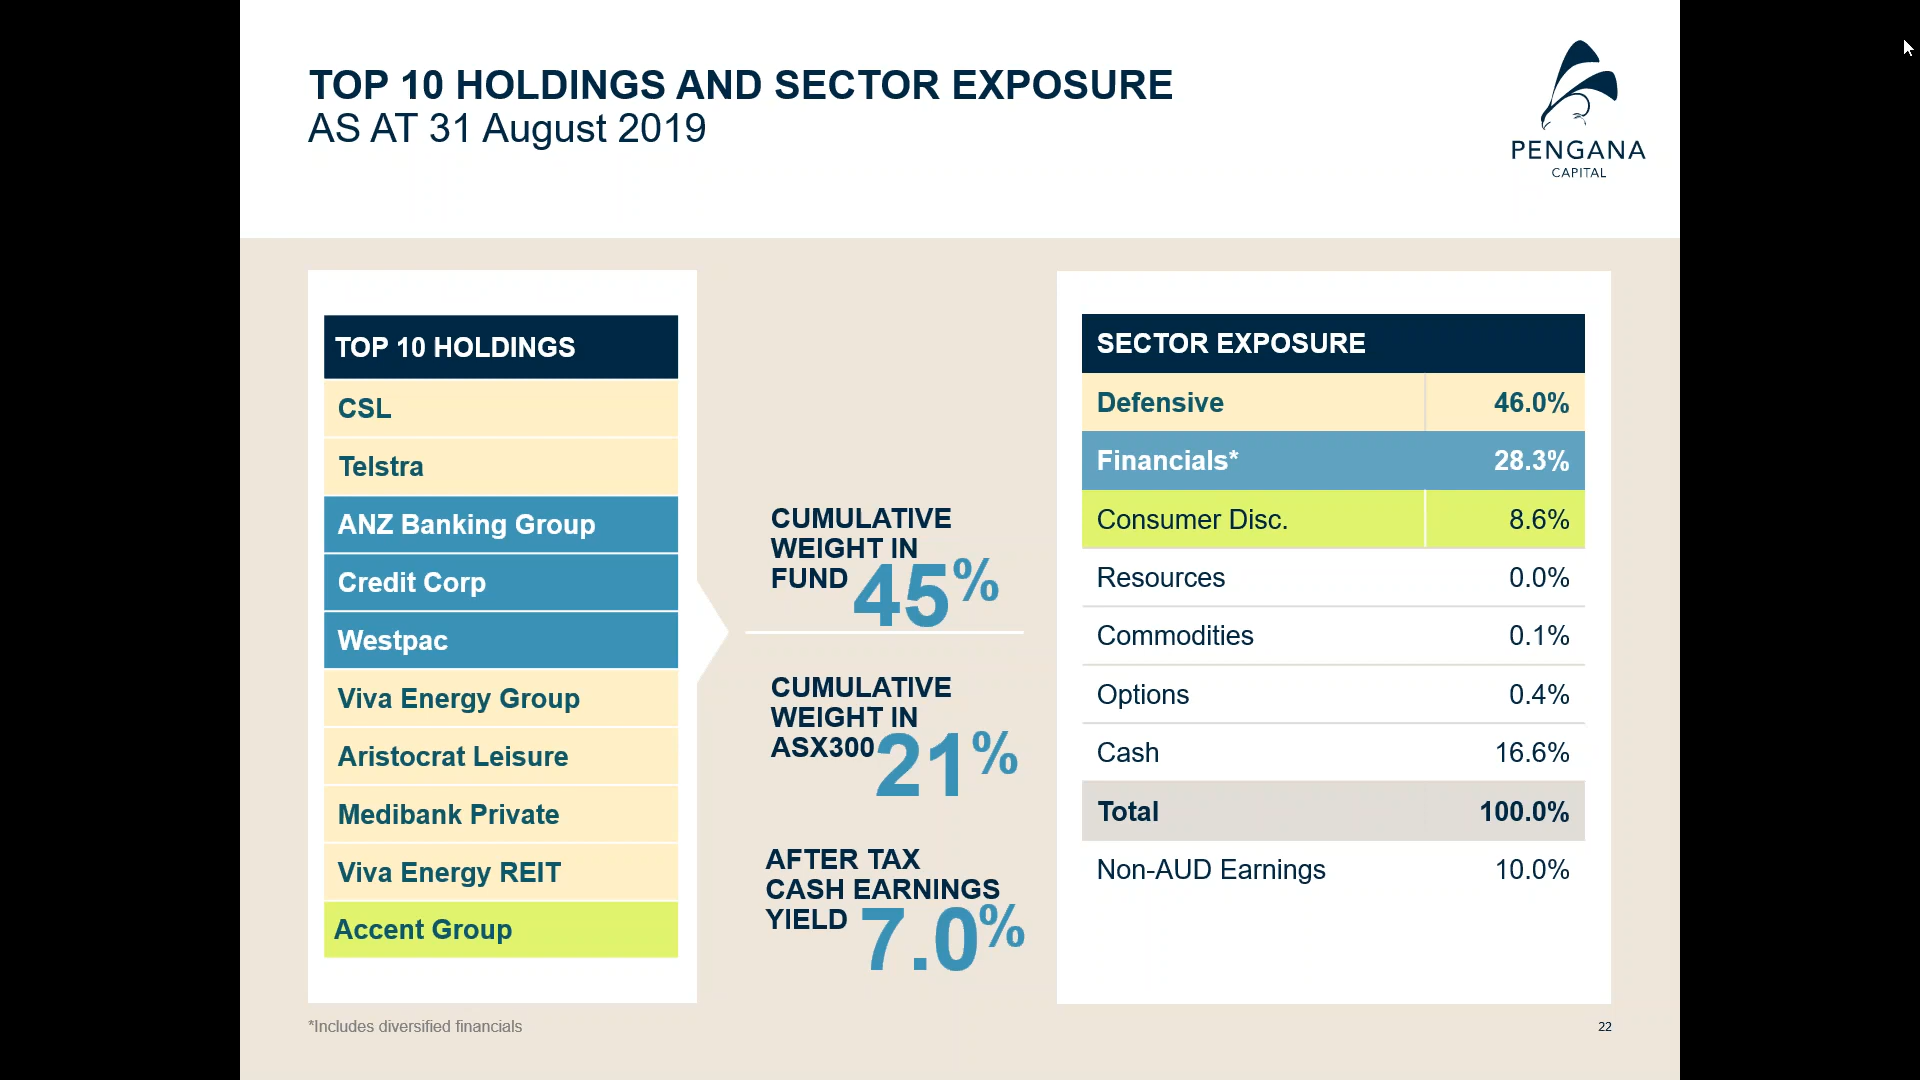 TOP 10 HOLDINGS AND SECTOR EXPOSURE
AS AT 31 August 2019
PENGANA
CAPITAL
TOP 10 HOLDINGS
CSL
Telstra
ANZ Banking Group
Credit Corp
Westpac
Viva Energy Group
Aristocrat Leisure
Medibank Private
Viva Energy REIT
Accent Group
CUMULATIVE
WEIGHT IN
FUND 45%
CUMULATIVE
WEIGHT IN
ASX300 21%
AFTER TAX
CASH EARNINGS
YIELD 7.0%
SECTOR EXPOSURE
Defensive 46.0%
Financials* 28.3%
Consumer Disc. 8.6%
Resources 0.0%
Commodities 0.1%
Options 0.4%
Cash 16.6%
Total 100.0%
Non-AUD Earnings 10.0%
*Includes diversified financials
22